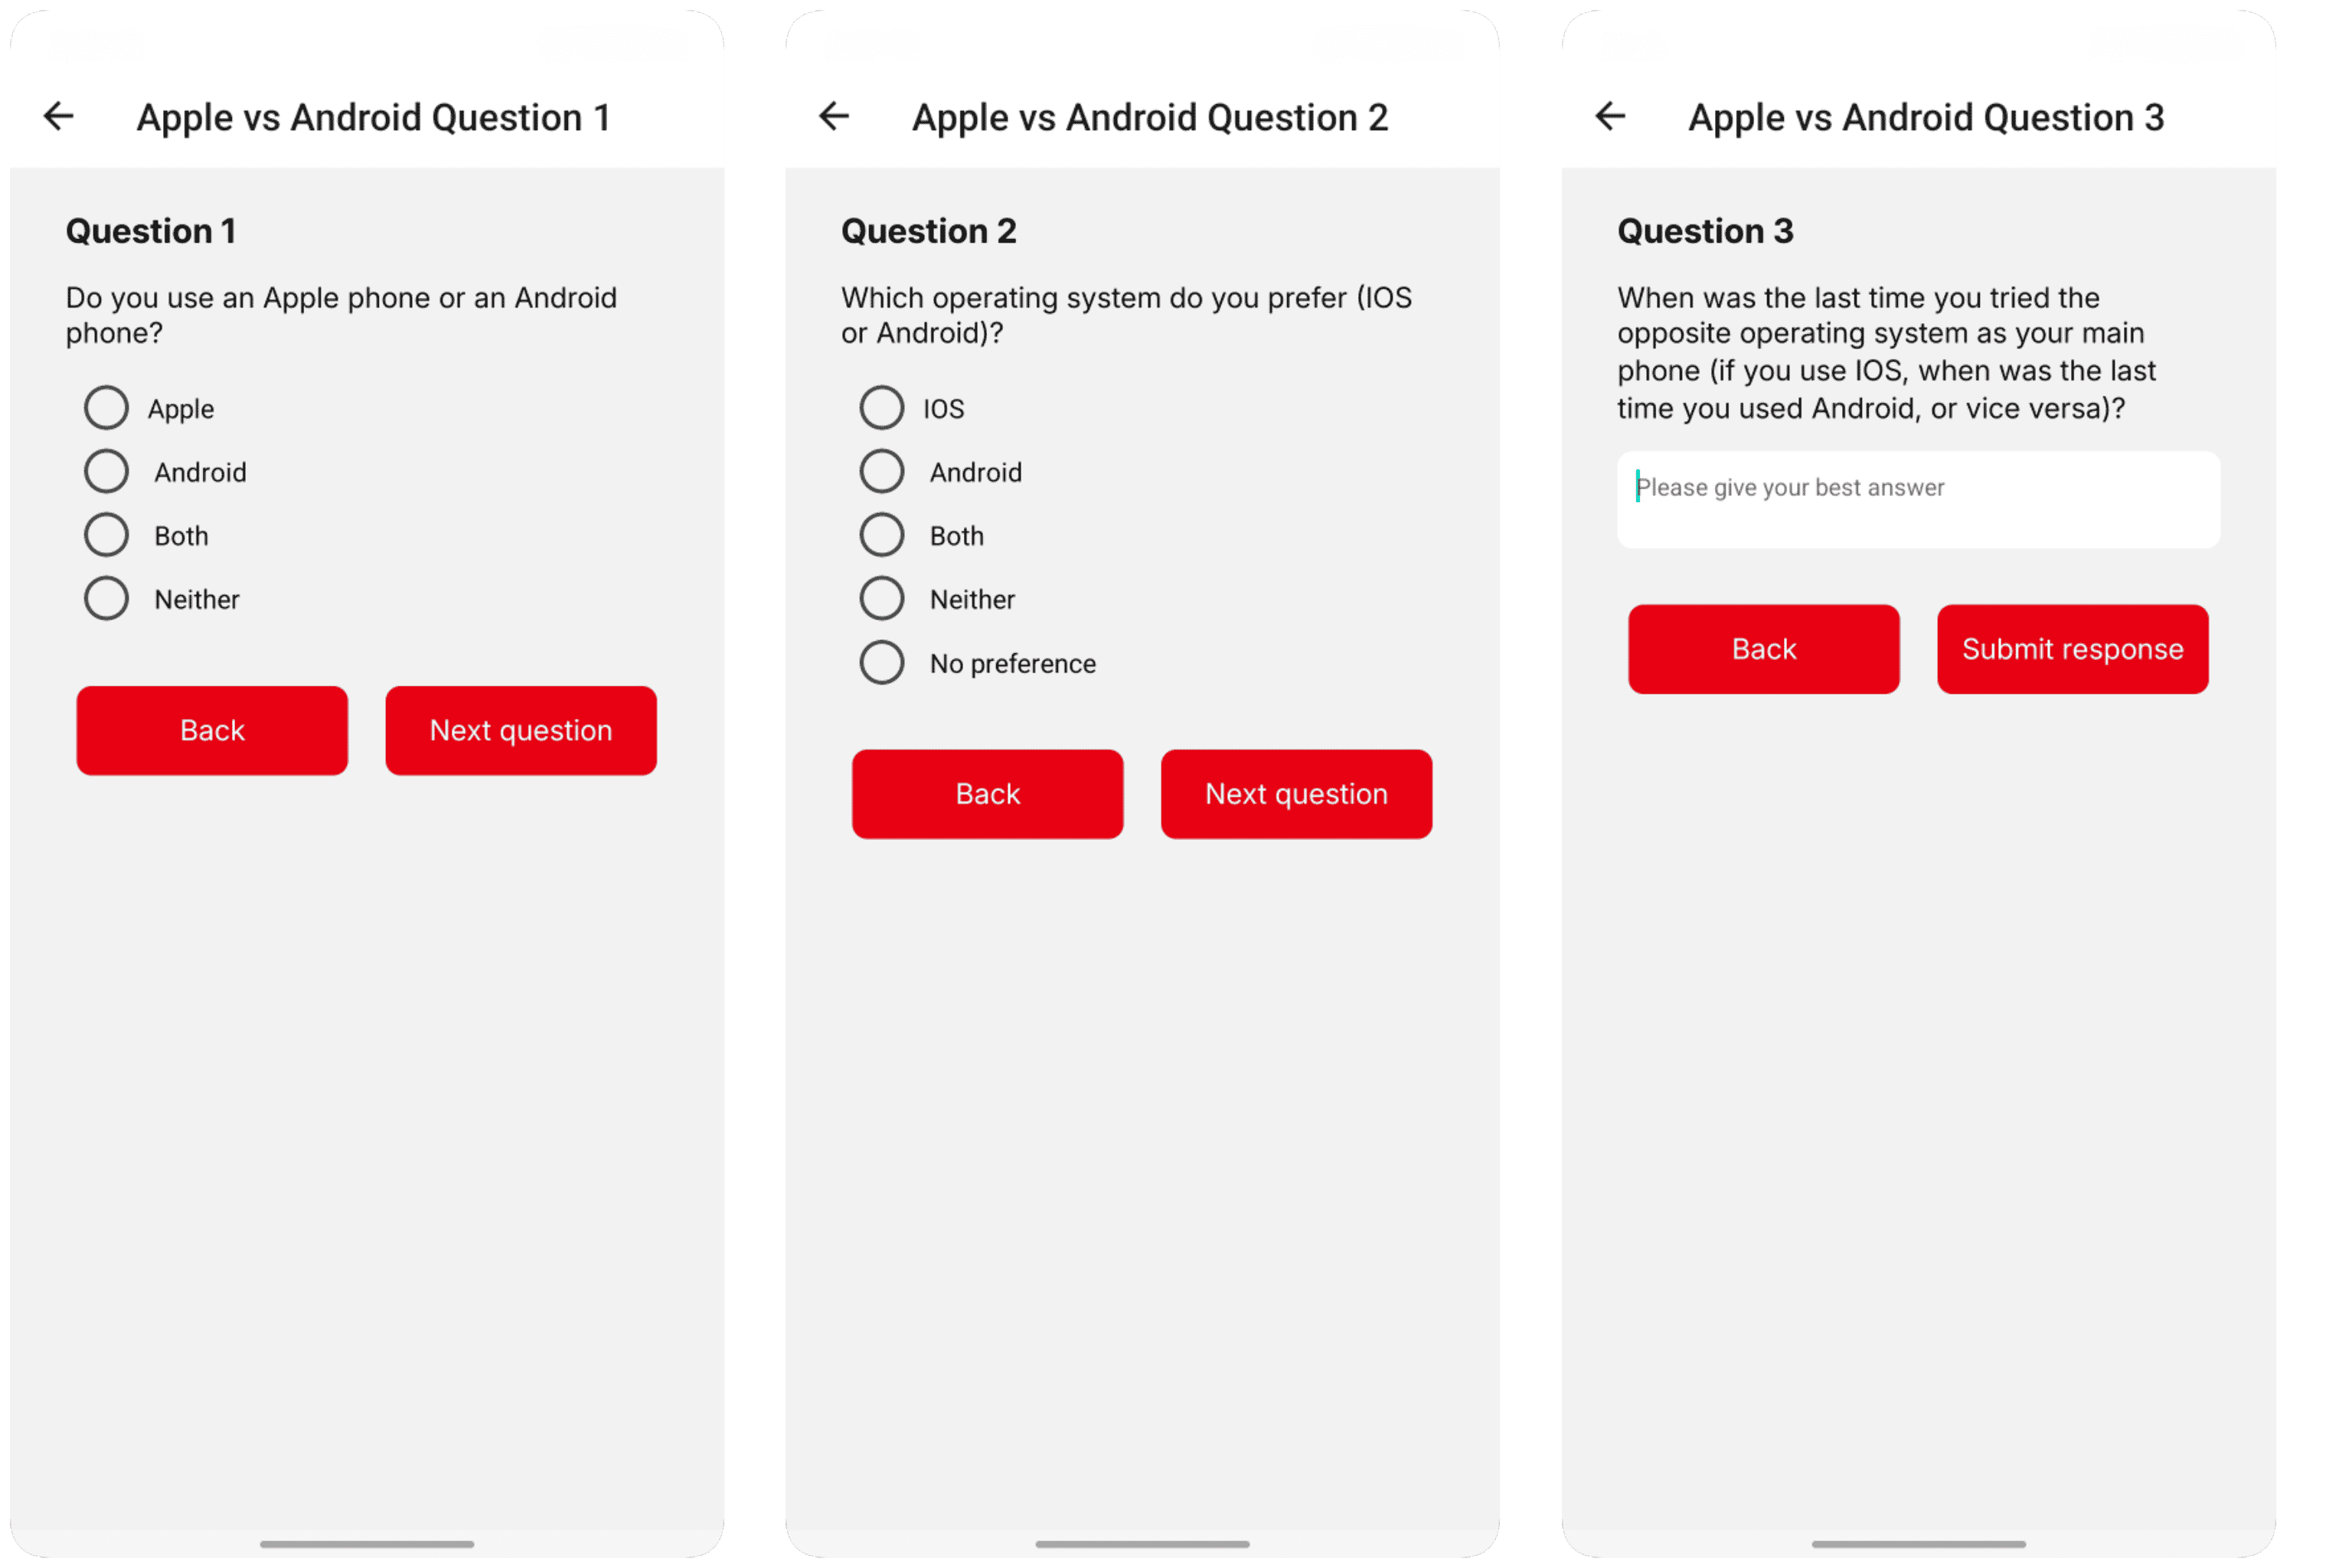 Apple vs Android Question 1
Question 1
Do you use an Apple phone or an Android
phone?
Apple
Android
Both
Neither
Back
Next question
Apple vs Android Question 2
Question 2
Which operating system do you prefer (IOS
or Android)?
IOS
Android
Both
Neither
No preference
Back
Next question
Apple vs Android Question 3
Question 3
When was the last time you tried the
opposite operating system as your main
phone (if you use IOS, when was the last
time you used Android, or vice versa)?
Please give your best answer
Back
Submit response